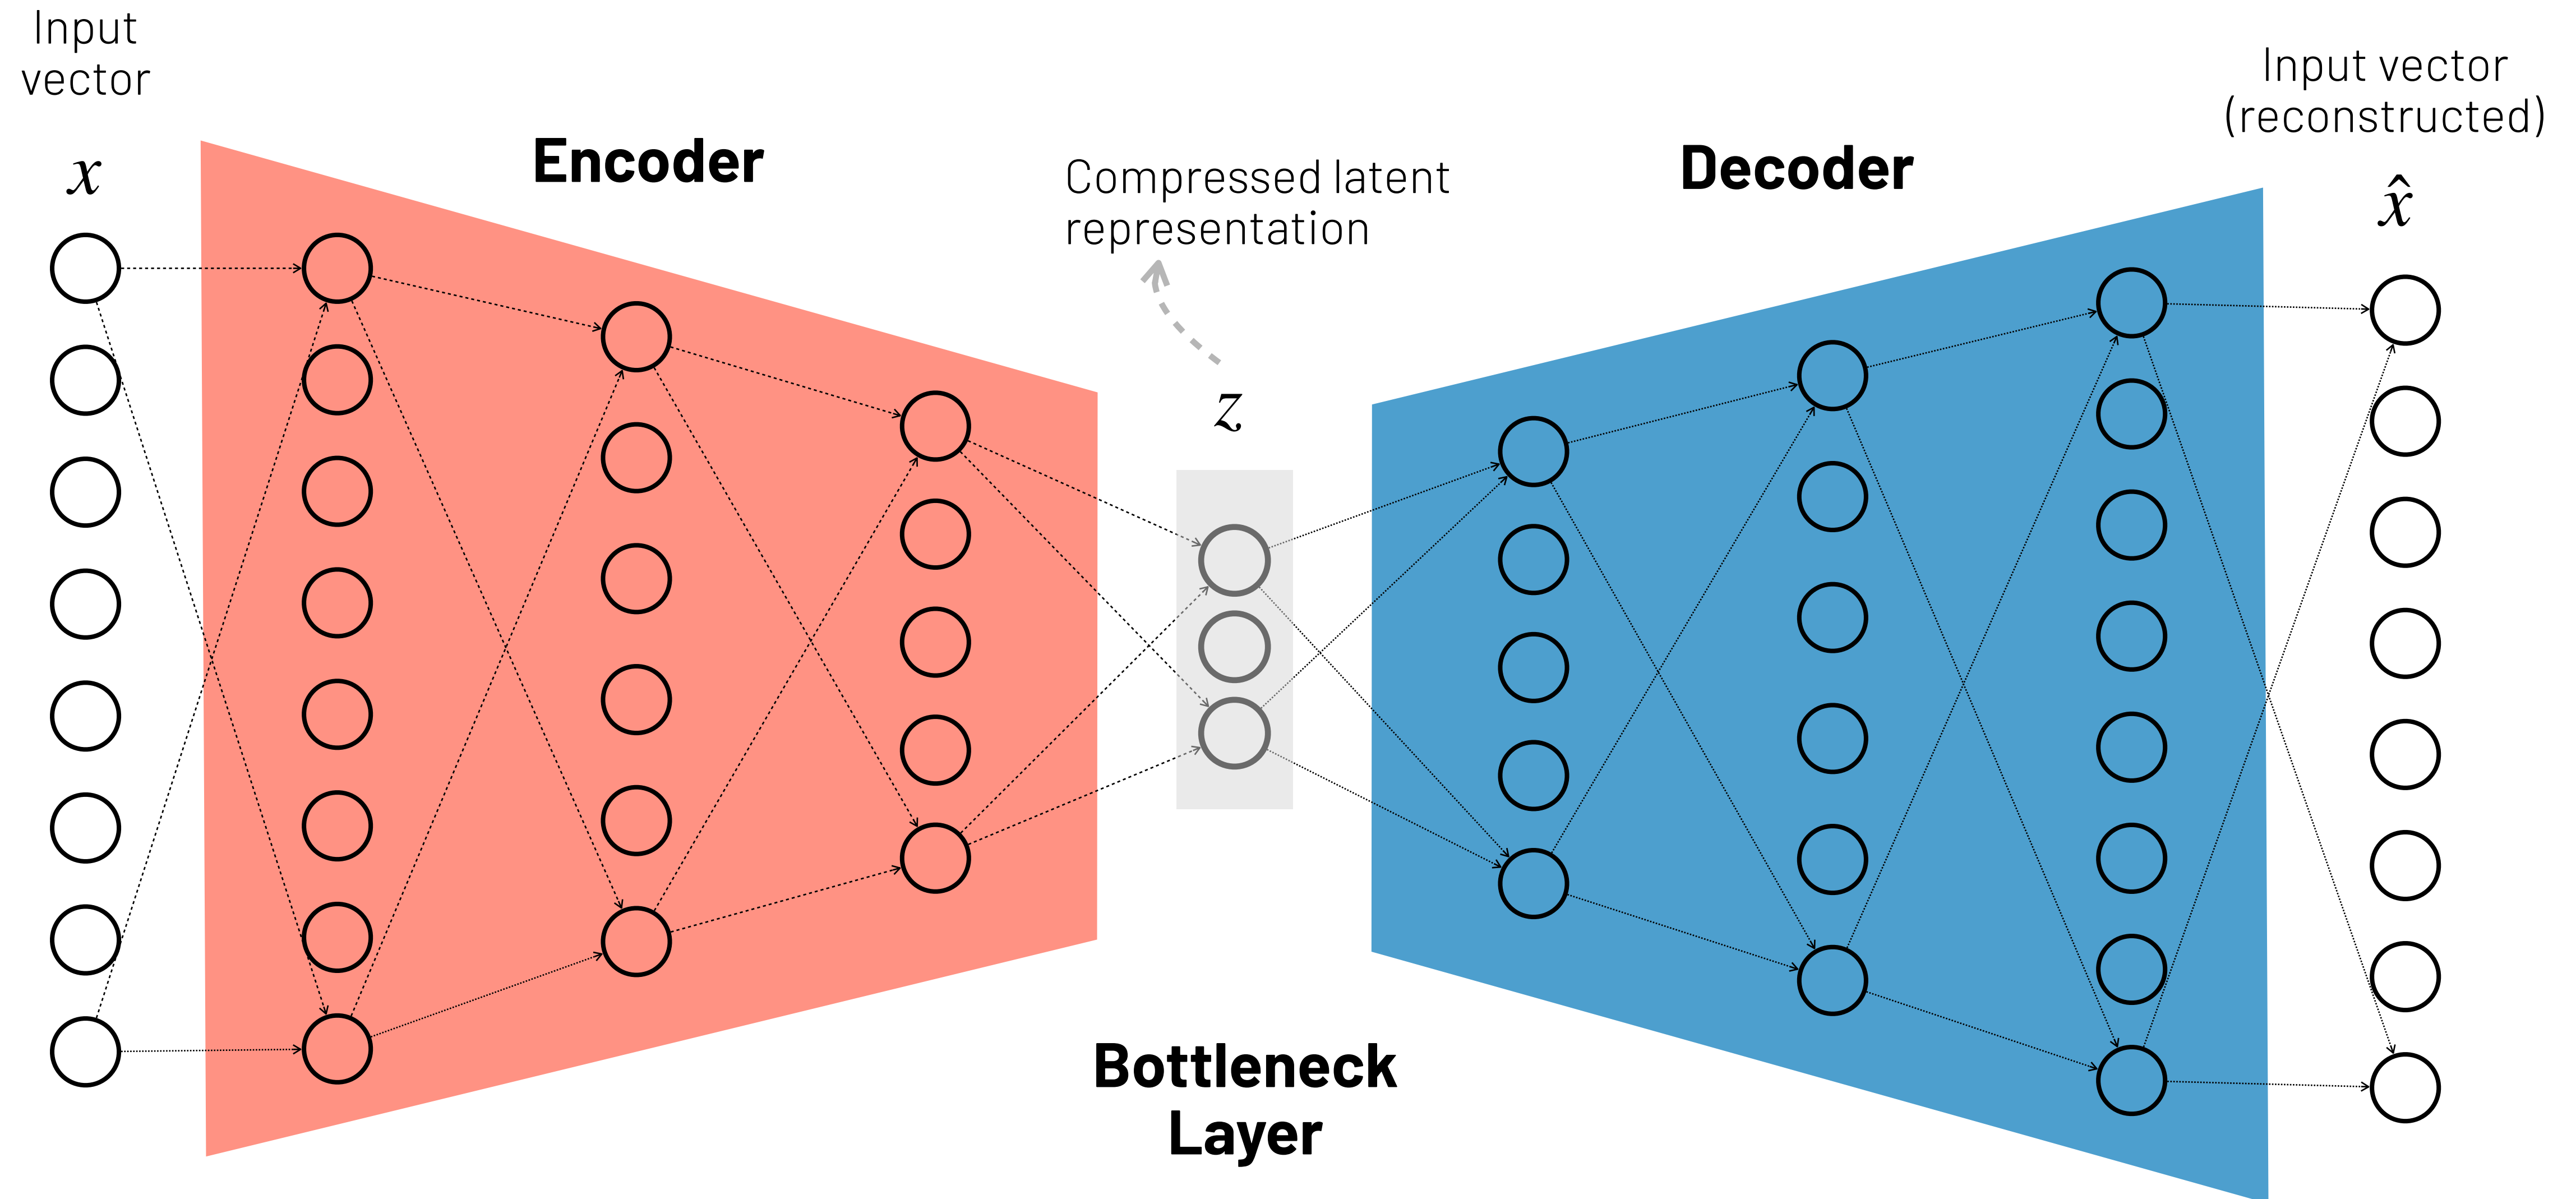 Input
vector
x
Encoder
Compressed latent
representation
z
Decoder
Input vector
(reconstructed)
x̂
Bottleneck
Layer